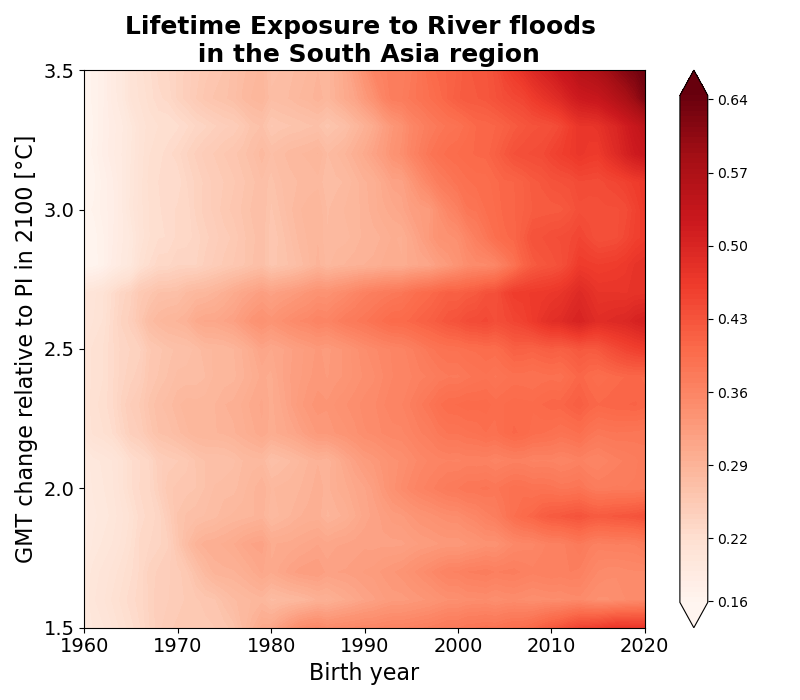 Lifetime Exposure to River floods
in the South Asia region
GMT change relative to PI in 2100 [°C]
3.5
3.0
2.5
2.0
1.5
1960 1970 1980 1990 2000 2010 2020
Birth year
0.64
0.57
0.50
0.43
0.36
0.29
0.22
0.16